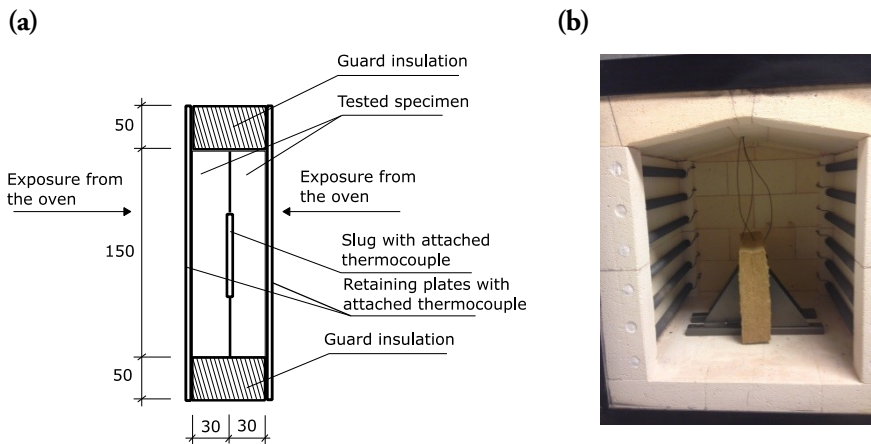 (a)
(b)
Guard insulation
Tested specimen
50
Exposure from
the oven
Exposure from
the oven
150
Slug with attached
thermocouple
Retaining plates with
attached thermocouple
Guard insulation
50
30 30